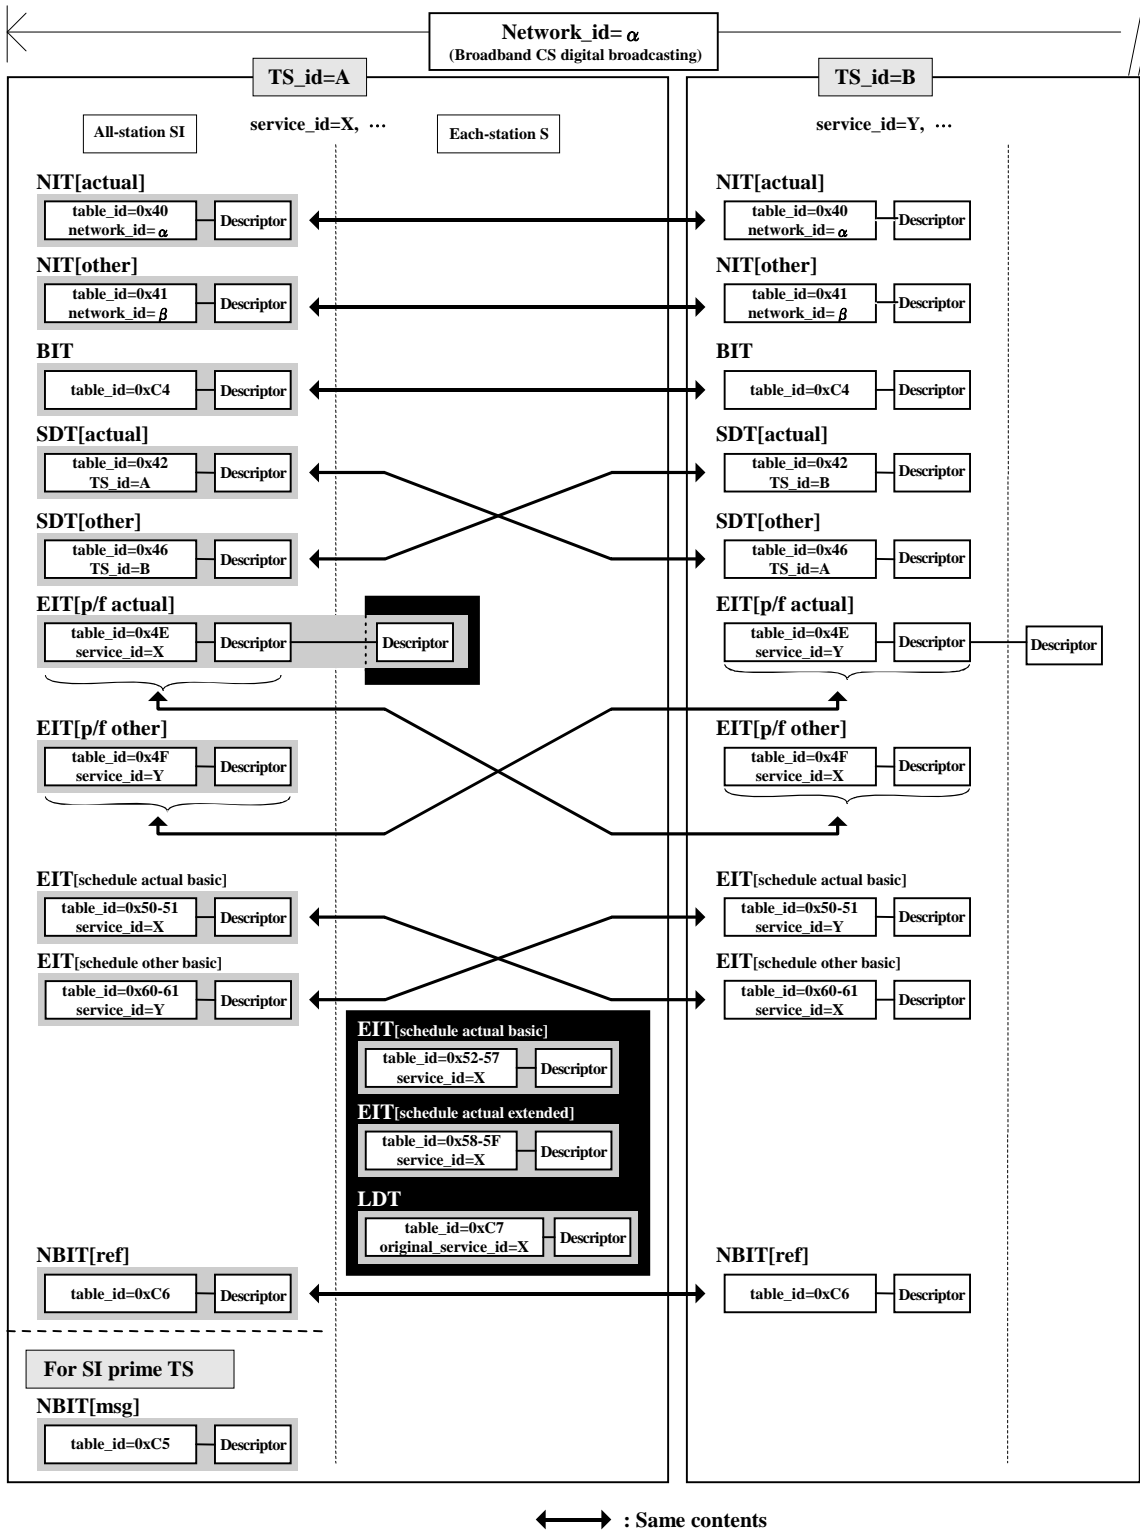 Network_id= α
(Broadband CS digital broadcasting)
TS_id=A
All-station SI
service_id=X, …
Each-station S
NIT[actual]
table_id=0x40
network_id= α
Descriptor
NIT[other]
table_id=0x41
network_id= β
Descriptor
BIT
table_id=0xC4
Descriptor
SDT[actual]
table_id=0x42
TS_id=A
Descriptor
SDT[other]
table_id=0x46
TS_id=B
Descriptor
EIT[p/f actual]
table_id=0x4E
service_id=X
Descriptor
Descriptor
EIT[p/f other]
table_id=0x4F
service_id=Y
Descriptor
EIT[schedule actual basic]
table_id=0x50-51
service_id=X
Descriptor
EIT[schedule other basic]
table_id=0x60-61
service_id=Y
Descriptor
EIT[schedule actual basic]
table_id=0x52-57
service_id=X
Descriptor
EIT[schedule actual extended]
table_id=0x58-5F
service_id=X
Descriptor
LDT
table_id=0xC7
original_service_id=X
Descriptor
NBIT[ref]
table_id=0xC6
Descriptor
For SI prime TS
NBIT[msg]
table_id=0xC5
Descriptor
TS_id=B
service_id=Y, …
NIT[actual]
table_id=0x40
network_id= α
Descriptor
NIT[other]
table_id=0x41
network_id= β
Descriptor
BIT
table_id=0xC4
Descriptor
SDT[actual]
table_id=0x42
TS_id=B
Descriptor
SDT[other]
table_id=0x46
TS_id=A
Descriptor
EIT[p/f actual]
table_id=0x4E
service_id=Y
Descriptor
Descriptor
EIT[p/f other]
table_id=0x4F
service_id=X
Descriptor
EIT[schedule actual basic]
table_id=0x50-51
service_id=Y
Descriptor
EIT[schedule other basic]
table_id=0x60-61
service_id=X
Descriptor
NBIT[ref]
table_id=0xC6
Descriptor
: Same contents